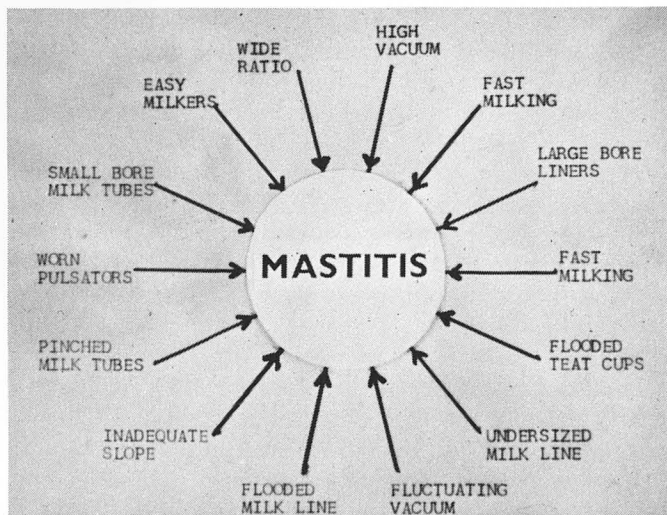 HIGH
VACUUM
WIDE
RATIO
EASY
MILKERS
FAST
MILKING
SMALL BORE
MILK TUBES
LARGE BORE
LINERS
MASTITIS
WORN
PULSATORS
FAST
MILKING
PINCHED
MILK TUBES
FLOODED
TEAT CUPS
INADEQUATE
SLOPE
UNDERSIZED
MILK LINE
FLOODED
MILK LINE
FLUCTUATING
VACUUM